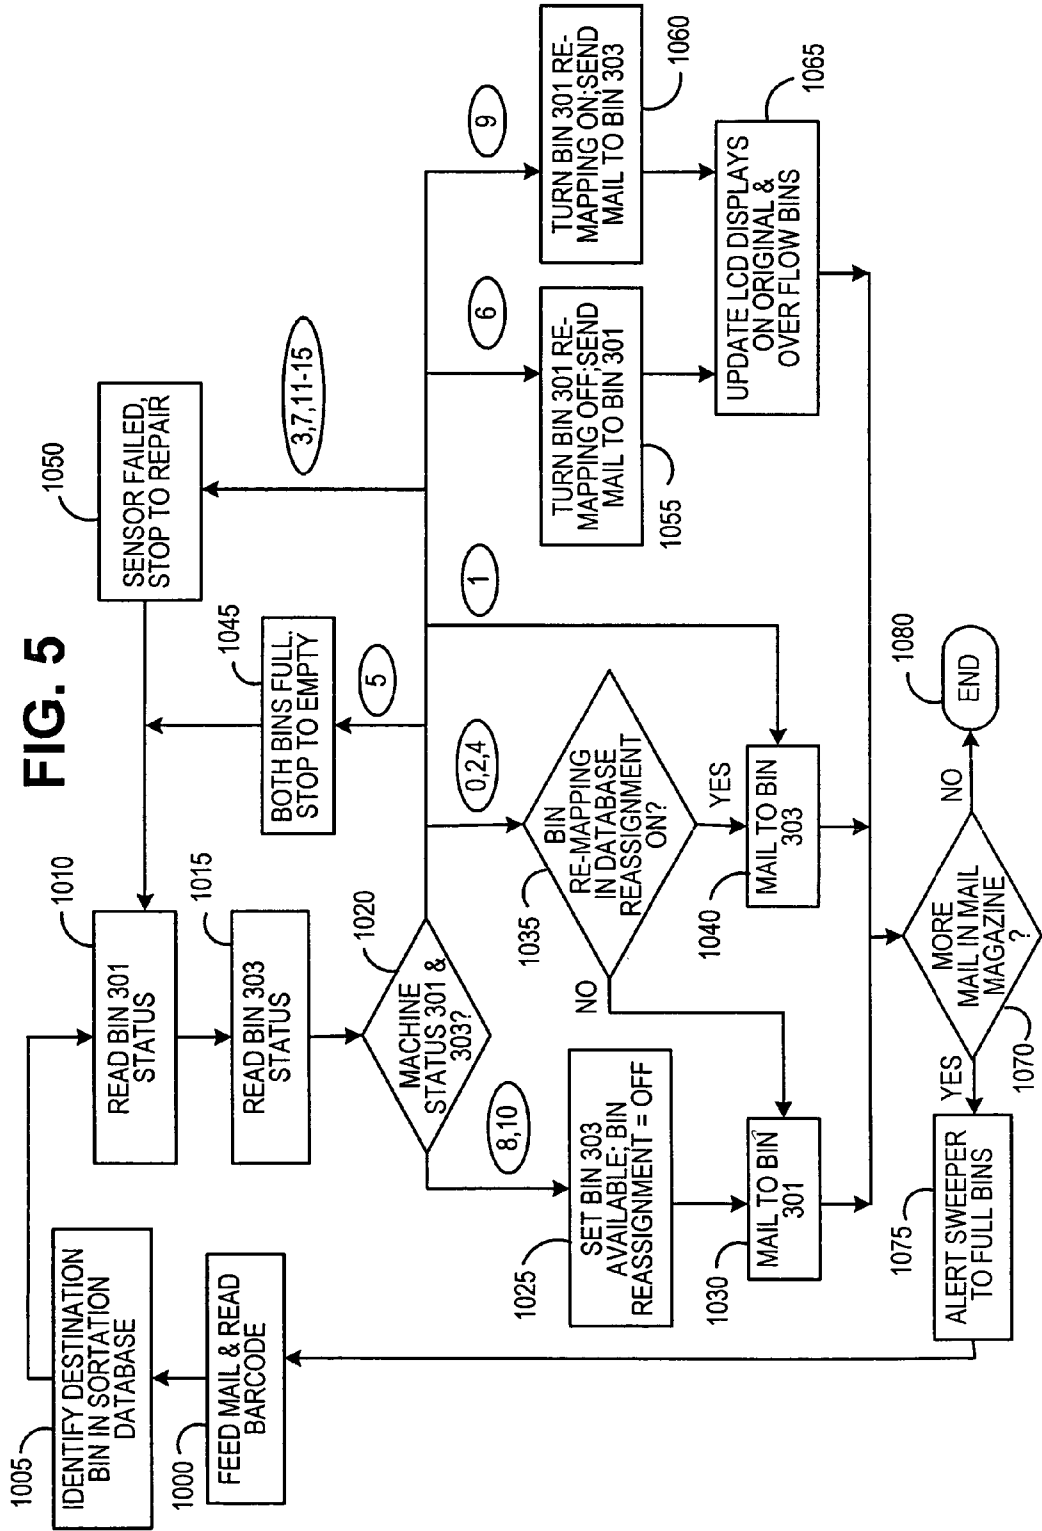 FIG. 5
1005
IDENTIFY DESTINATION
BIN IN SORTATION
DATABASE
1000
FEED MAIL & READ
BARCODE
1010
READ BIN 301
STATUS
1015
READ BIN 303
STATUS
1020
MACHINE
STATUS 301 &
303?
8,10
1025
SET BIN 303
AVAILABLE; BIN
REASSIGNMENT = OFF
1030
MAIL TO BIN
301
0,2,4
1035
BIN
RE-MAPPING
IN DATABASE
REASSIGNMENT
ON?
NO
YES
1040
MAIL TO BIN
303
1
5
1045
BOTH BINS FULL,
STOP TO EMPTY
3,7,11-15
1050
SENSOR FAILED,
STOP TO REPAIR
6
1055
TURN BIN 301 RE-
MAPPING OFF;SEND
MAIL TO BIN 301
9
1060
TURN BIN 301 RE-
MAPPING ON;SEND
MAIL TO BIN 303
1065
UPDATE LCD DISPLAYS
ON ORIGINAL &
OVER FLOW BINS
1070
MORE
MAIL IN MAIL
MAGAZINE
?
YES
NO
1075
ALERT SWEEPER
TO FULL BINS
1080
END